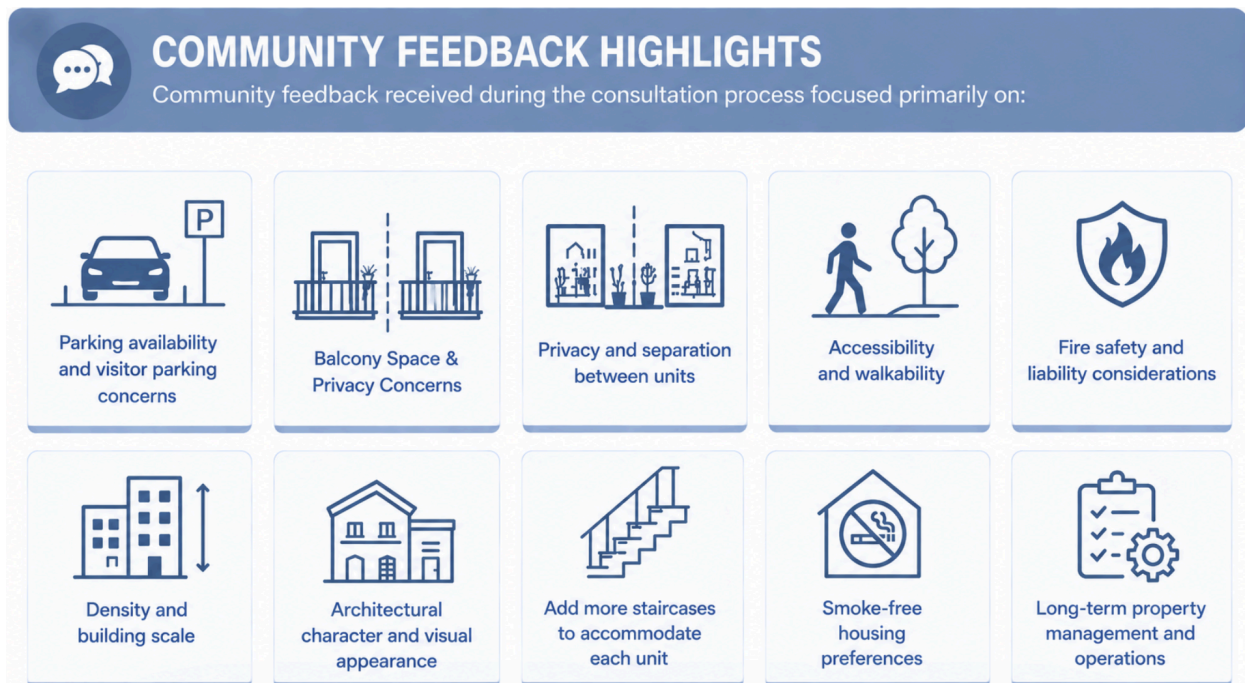 COMMUNITY FEEDBACK HIGHLIGHTS
Community feedback received during the consultation process focused primarily on:
P
Parking availability
and visitor parking
concerns
Balcony Space &
Privacy Concerns
Privacy and separation
between units
Accessibility
and walkability
Fire safety and
liability considerations
Density and
building scale
Architectural
character and visual
appearance
Add more staircases
to accommodate
each unit
Smoke-free
housing
preferences
Long-term property
management and
operations